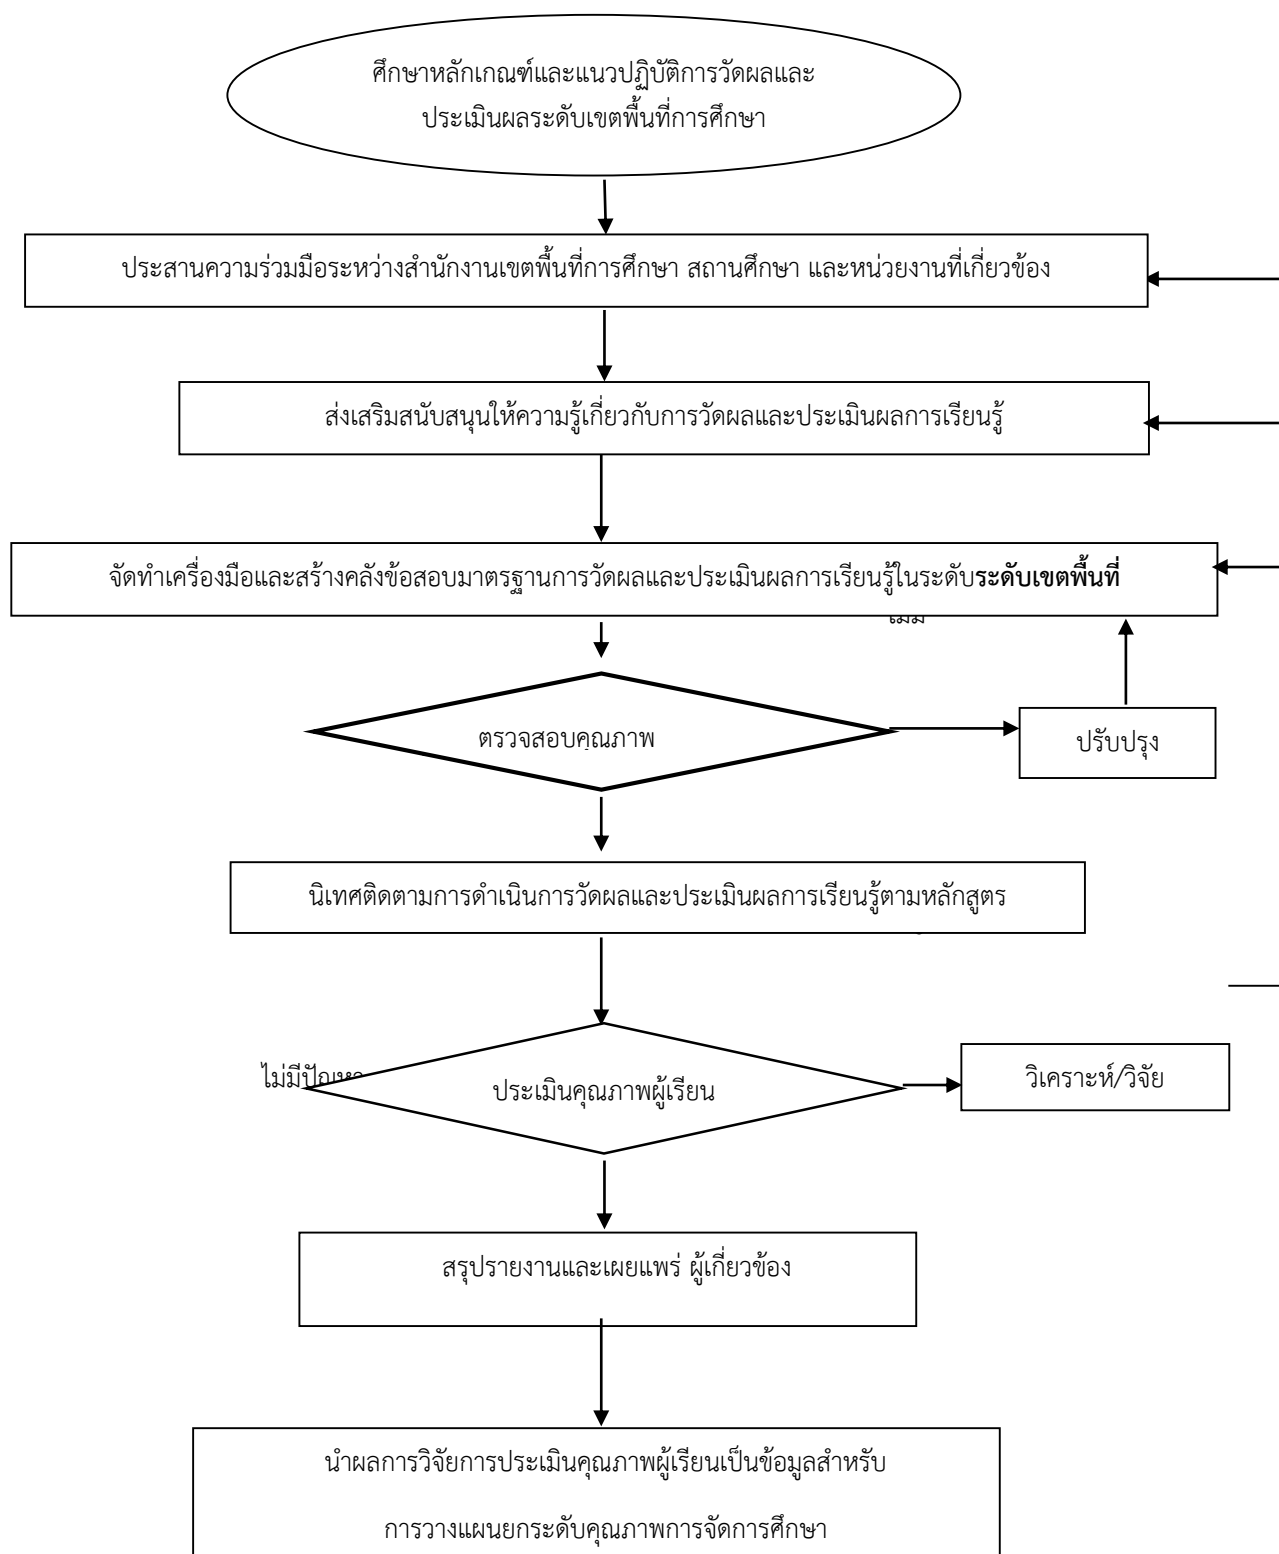 ศึกษาหลักเกณฑ์และแนวปฏิบัติการวัดผลและ
ประเมินผลระดับเขตพื้นที่การศึกษา
ประสานความร่วมมือระหว่างสำนักงานเขตพื้นที่การศึกษา สถานศึกษา และหน่วยงานที่เกี่ยวข้อง
ส่งเสริมสนับสนุนให้ความรู้เกี่ยวกับการวัดผลและประเมินผลการเรียนรู้
จัดทำเครื่องมือและสร้างคลังข้อสอบมาตรฐานการวัดผลและประเมินผลการเรียนรู้ในระดับระดับเขตพื้นที่
ตรวจสอบคุณภาพ
ปรับปรุง
นิเทศติดตามการดำเนินการวัดผลและประเมินผลการเรียนรู้ตามหลักสูตร
ไม่มีปัญหา
ประเมินคุณภาพผู้เรียน
วิเคราะห์/วิจัย
สรุปรายงานและเผยแพร่ ผู้เกี่ยวข้อง
นำผลการวิจัยการประเมินคุณภาพผู้เรียนเป็นข้อมูลสำหรับ
การวางแผนยกระดับคุณภาพการจัดการศึกษา